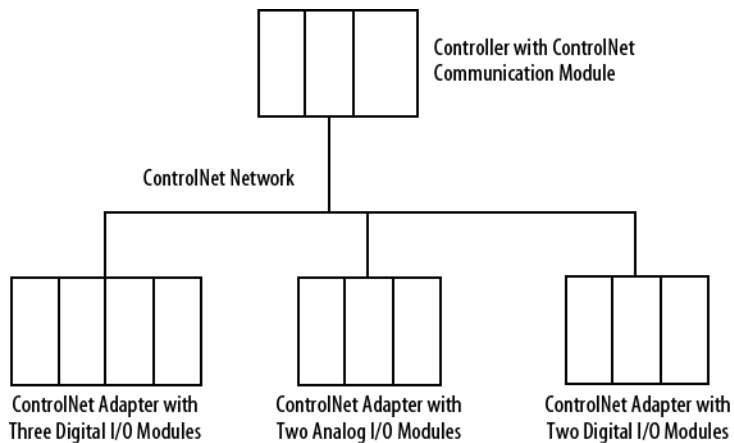 Controller with ControlNet
Communication Module
ControlNet Network
ControlNet Adapter with
Three Digital I/O Modules
ControlNet Adapter with
Two Analog I/O Modules
ControlNet Adapter with
Two Digital I/O Modules